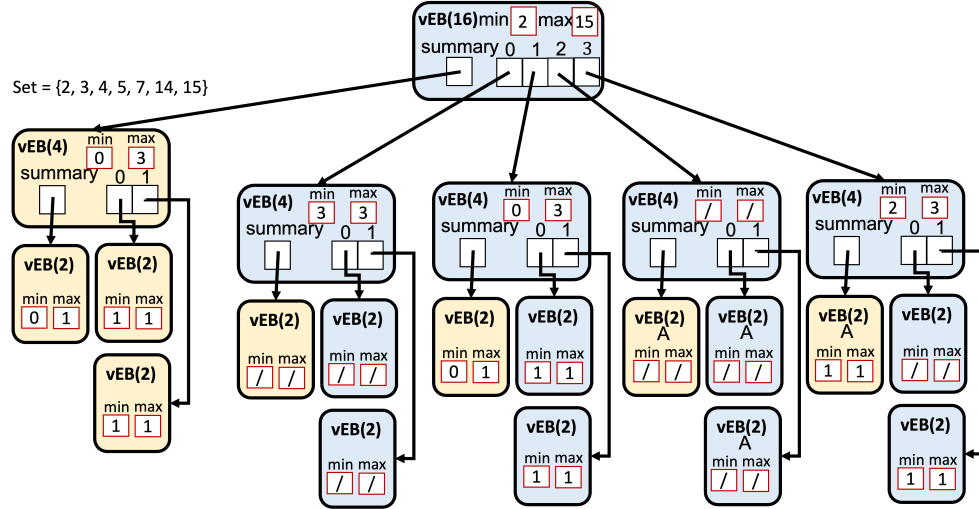 vEB(16) min 2 max 15
summary 0 1 2 3
Set = {2, 3, 4, 5, 7, 14, 15}
vEB(4) min 0 max 3
summary 0 1
vEB(2)
min max
0 1
vEB(2)
min max
1 1
vEB(2)
min max
1 1
vEB(4) min 3 max 3
summary 0 1
vEB(2)
min max
/ /
vEB(2)
min max
/ /
vEB(2)
min max
/ /
vEB(4) min 0 max 3
summary 0 1
vEB(2)
min max
0 1
vEB(2)
min max
1 1
vEB(2)
min max
1 1
vEB(4) min / max /
summary 0 1
vEB(2)
A
min max
/ /
vEB(2)
A
min max
/ /
vEB(2)
A
min max
/ /
vEB(4) min 2 max 3
summary 0 1
vEB(2)
A
min max
1 1
vEB(2)
min max
/ /
vEB(2)
min max
1 1